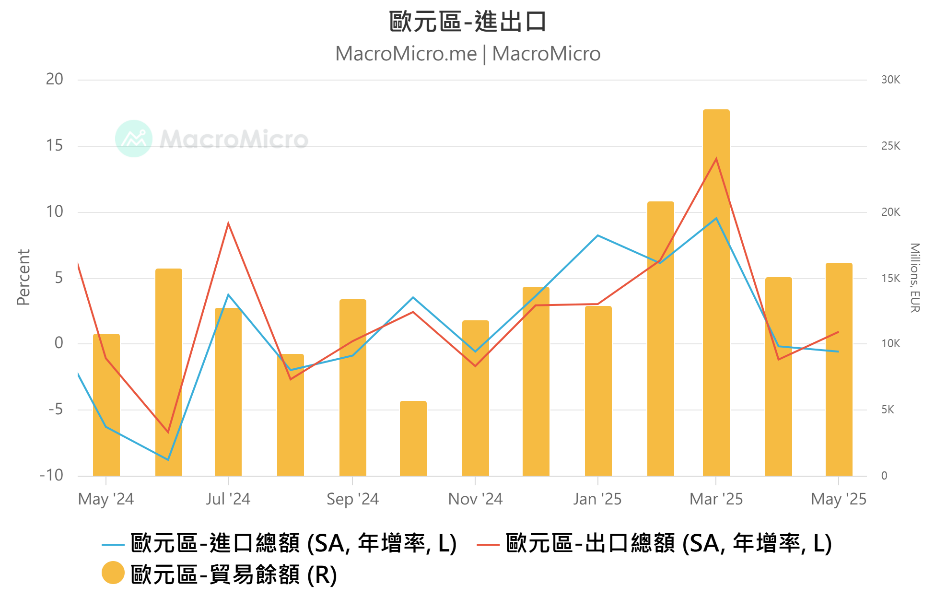 歐元區-進出口
MacroMicro.me | MacroMicro
20
15
10
5
0
-5
-10
Percent
MacroMicro
30K
25K
20K
15K
10K
5K
0
Millions, EUR
May '24
Jul '24
Sep '24
Nov '24
Jan '25
Mar '25
May '25
歐元區-進口總額 (SA, 年增率, L)
歐元區-出口總額 (SA, 年增率, L)
歐元區-貿易餘額 (R)